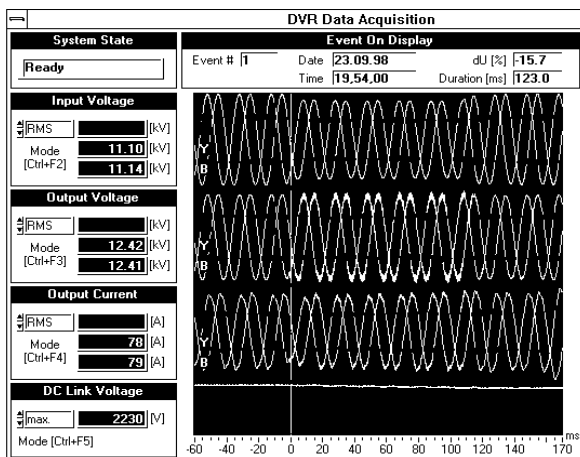 DVR Data Acquisition
System State
Ready
Event On Display
Event # 1 Date 23.09.98 dU [%] -15.7
Time 19,54,00 Duration [ms] 123.0
Input Voltage
RMS [kV]
Mode 11.10 [kV]
[Ctrl+F2] 11.14 [kV]
Output Voltage
RMS [kV]
Mode 12.42 [kV]
[Ctrl+F3] 12.41 [kV]
Output Current
RMS [A]
Mode 78 [A]
[Ctrl+F4] 79 [A]
DC Link Voltage
max. 2230 [V]
Mode [Ctrl+F5]
Y
B
Y
B
Y
B
ms
-60 -40 -20 0 20 40 60 80 100 120 140 170